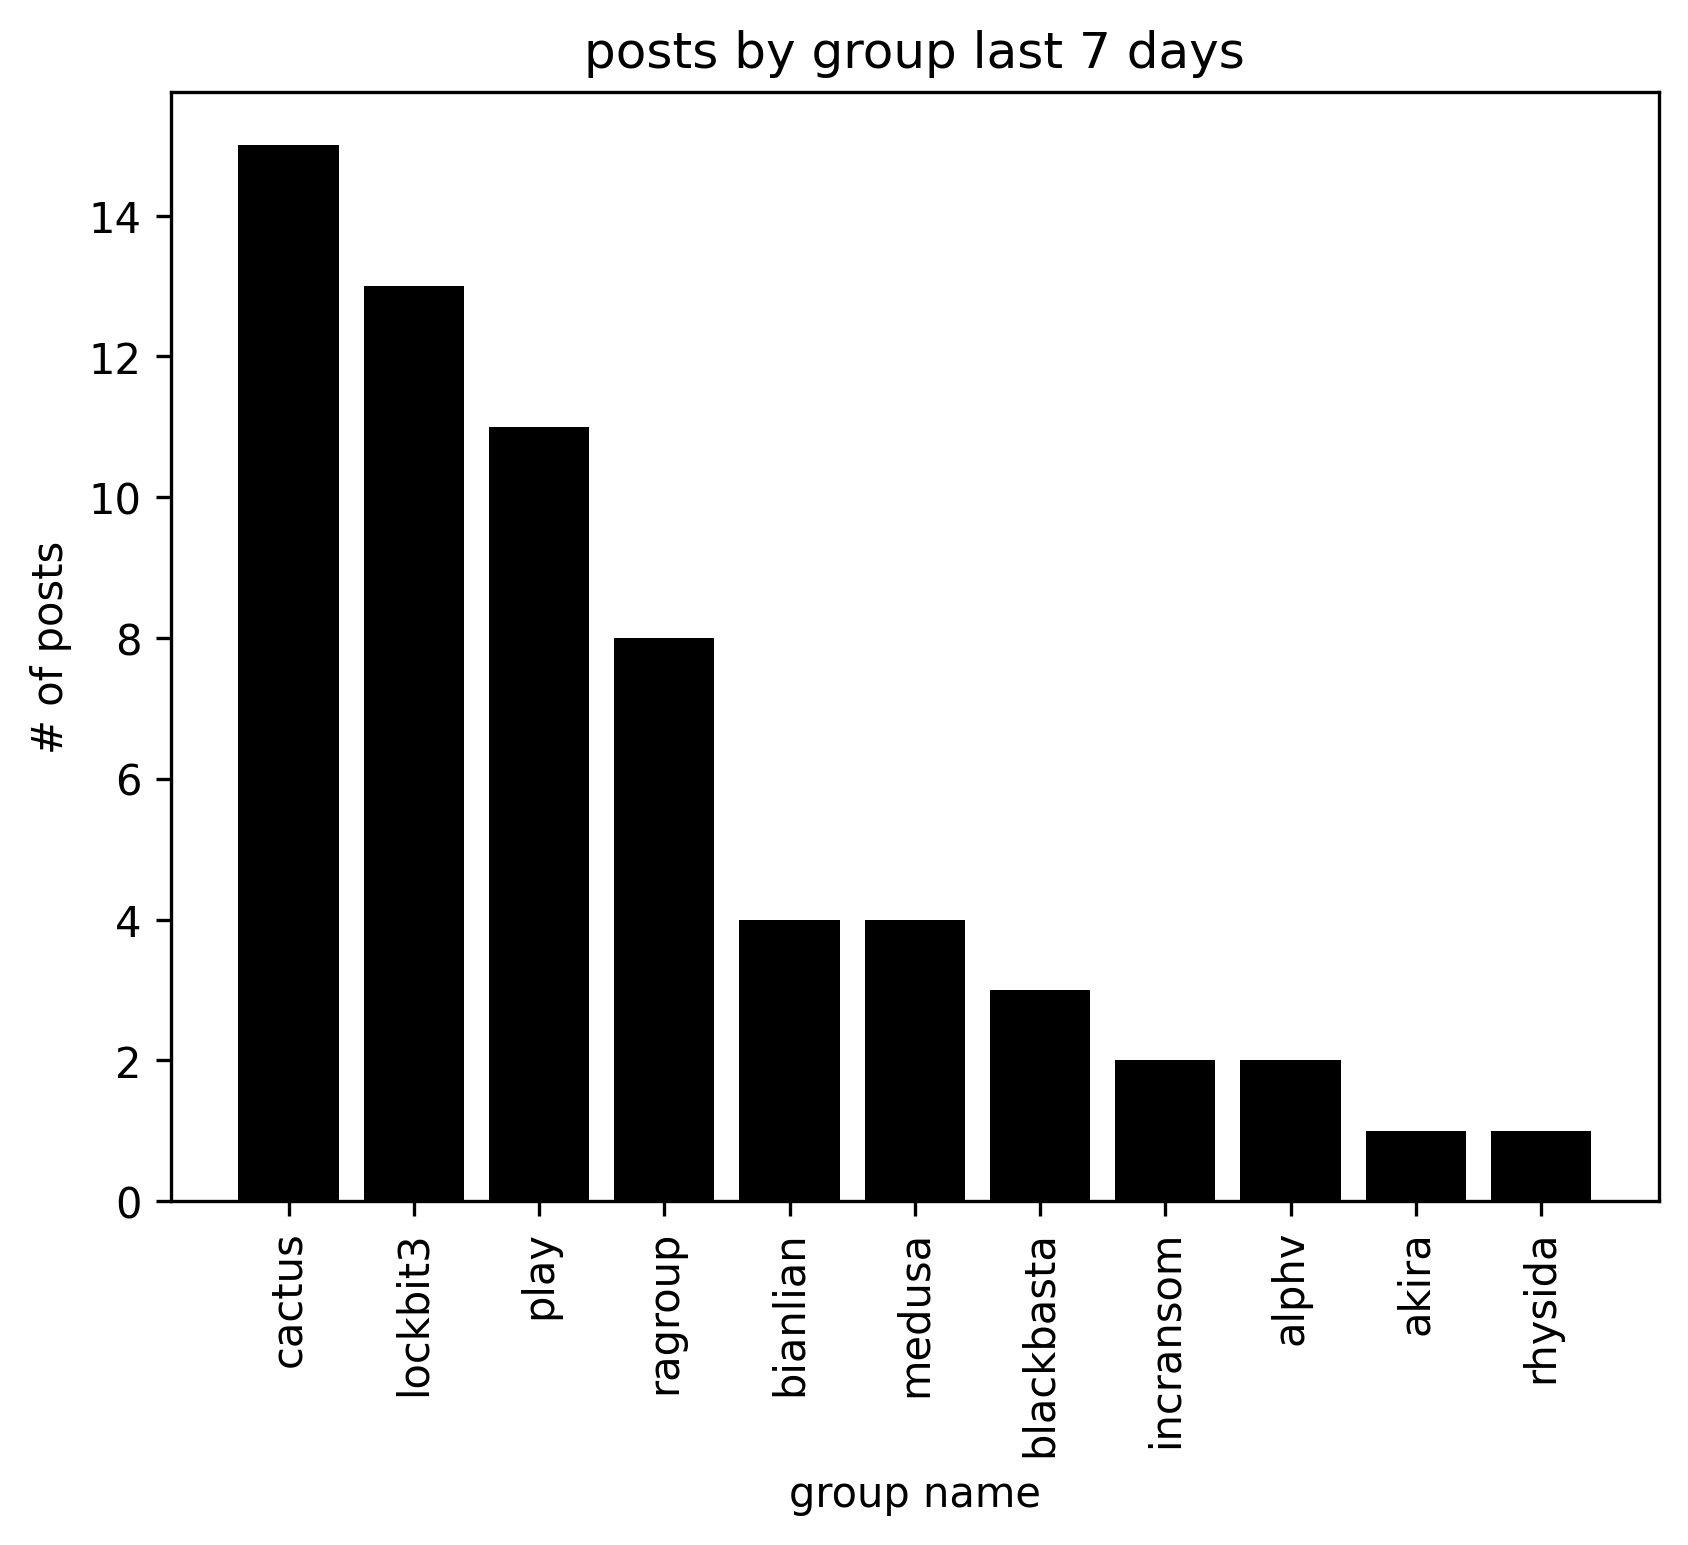 posts by group last 7 days
# of posts
14
12
10
8
6
4
2
0
cactus
lockbit3
play
ragroup
bianlian
medusa
blackbasta
incransom
alphv
akira
rhysida
group name